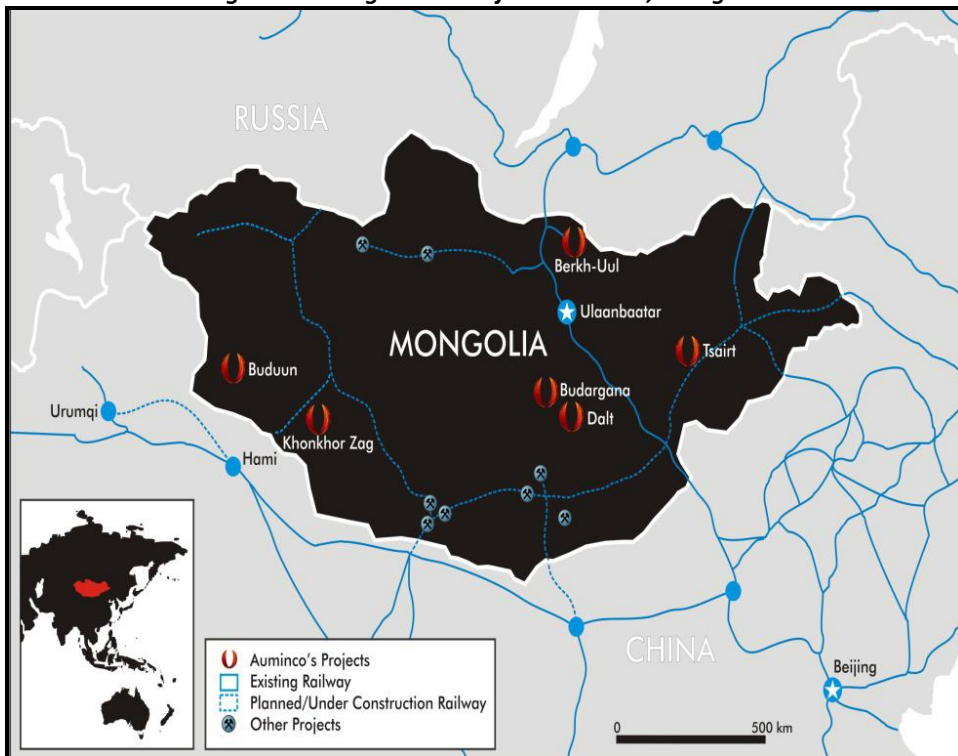 RUSSIA
Berkh-Uul
Ulaanbaatar
MONGOLIA
Tsairt
Buduun
Budargana
Dalt
Urumqi
Khonkhor Zag
Hami
CHINA
Beijing
Auminco's Projects
Existing Railway
Planned/Under Construction Railway
Other Projects
0 500 km